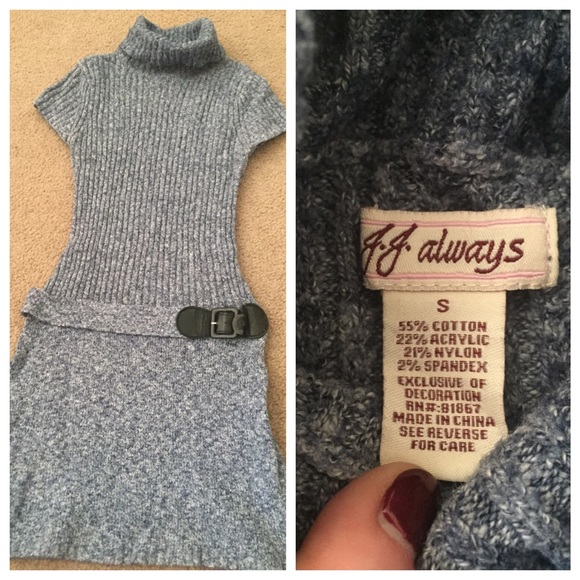 J.J. always
S
55% COTTON
22% ACRYLIC
21% NYLON
2% SPANDEX
EXCLUSIVE OF
DECORATION
RN#:81867
MADE IN CHINA
SEE REVERSE
FOR CARE